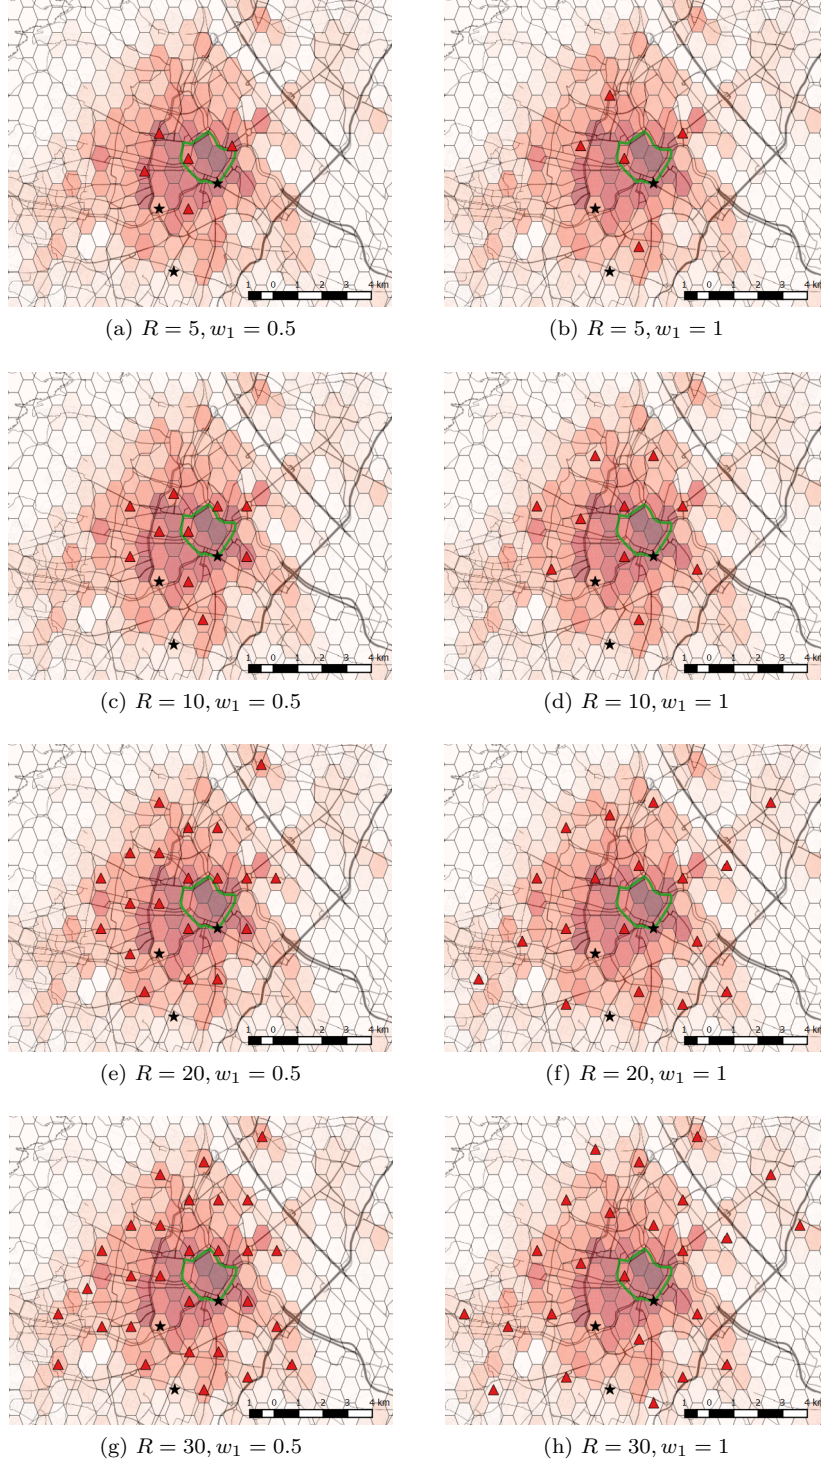 1 0 1 2 3 4 km
1 0 1 2 3 4 km
(a) R = 5, w₁ = 0.5
(b) R = 5, w₁ = 1
1 0 1 2 3 4 km
1 0 1 2 3 4 km
(c) R = 10, w₁ = 0.5
(d) R = 10, w₁ = 1
1 0 1 2 3 4 km
1 0 1 2 3 4 km
(e) R = 20, w₁ = 0.5
(f) R = 20, w₁ = 1
1 0 1 2 3 4 km
1 0 1 2 3 4 km
(g) R = 30, w₁ = 0.5
(h) R = 30, w₁ = 1